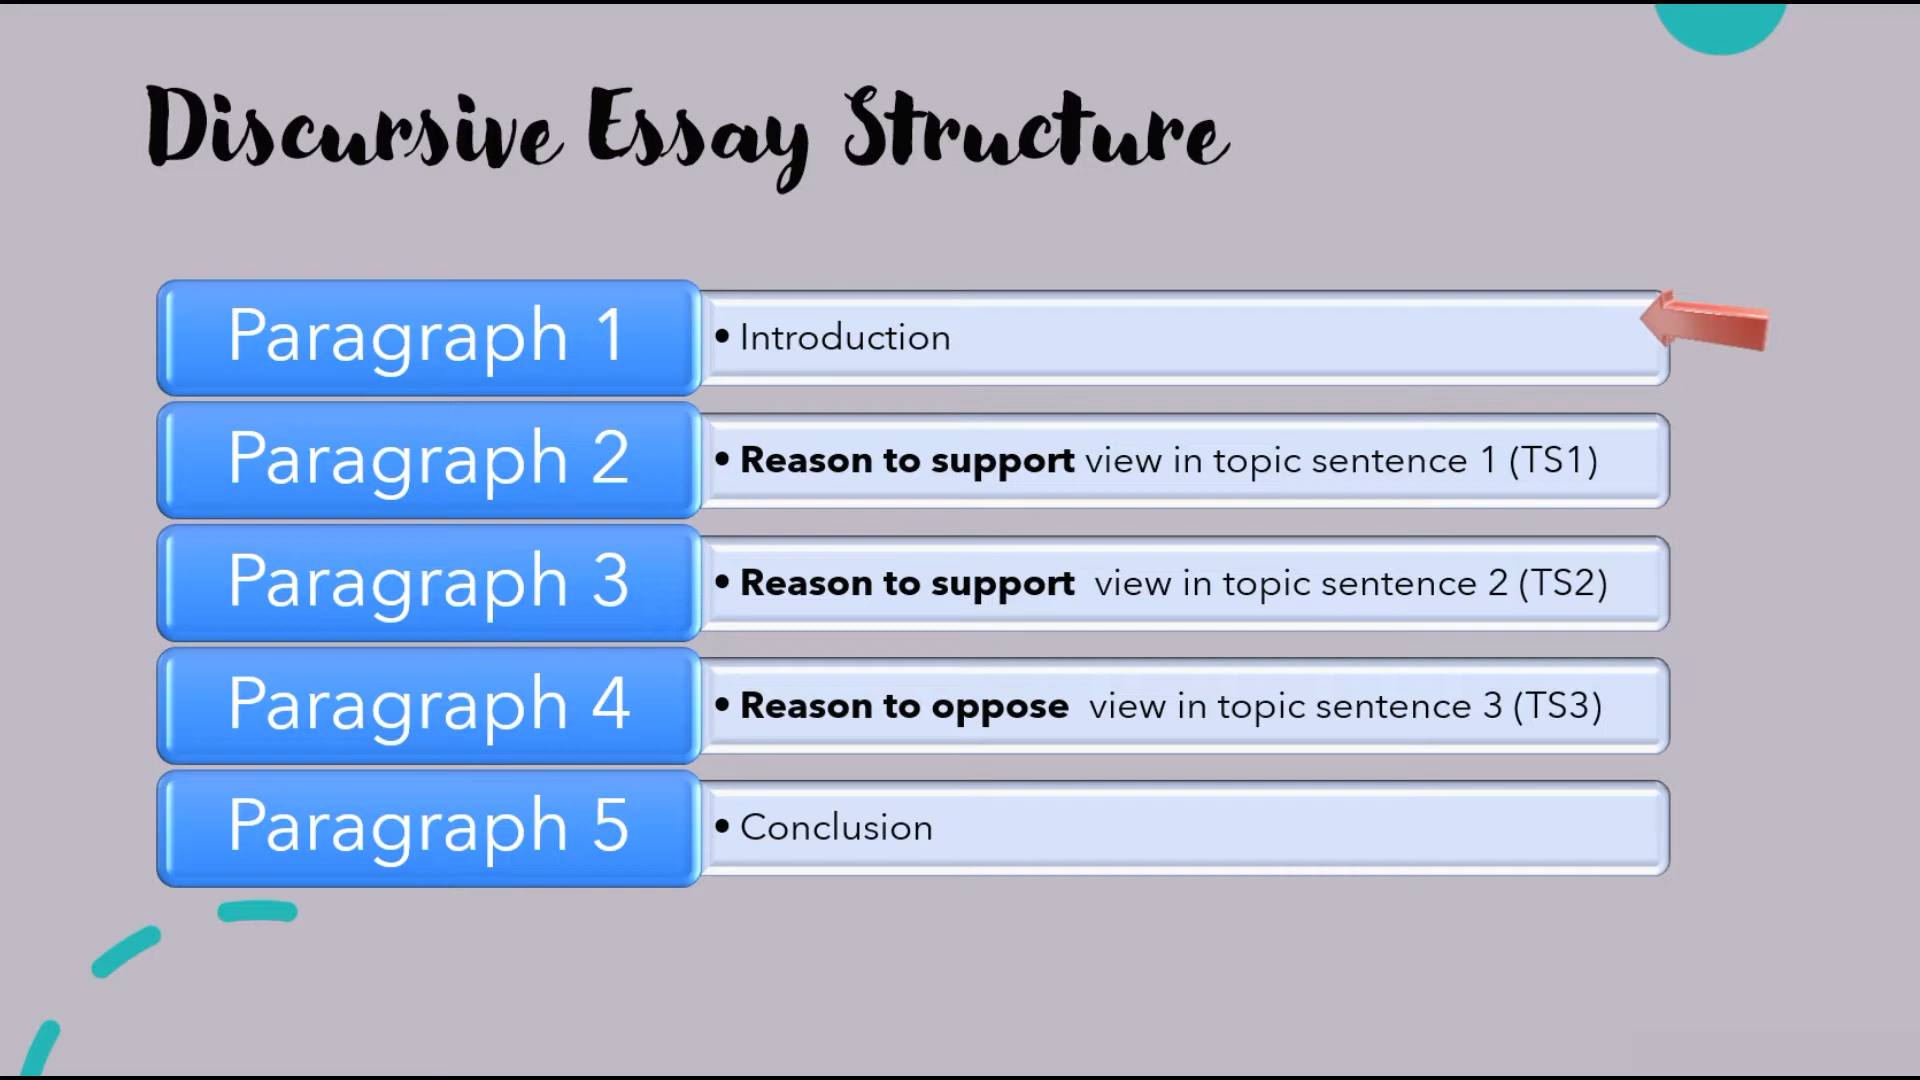 Discursive Essay Structure
Paragraph 1
• Introduction
Paragraph 2
• Reason to support view in topic sentence 1 (TS1)
Paragraph 3
• Reason to support view in topic sentence 2 (TS2)
Paragraph 4
• Reason to oppose view in topic sentence 3 (TS3)
Paragraph 5
• Conclusion